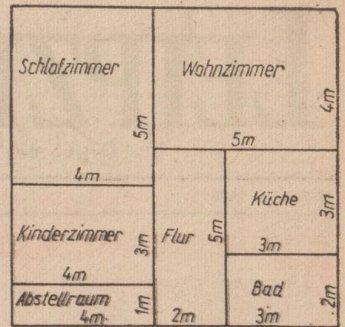 Schlafzimmer
5m
4m
Wohnzimmer
4m
5m
Kinderzimmer
3m
4m
Flur
5m
2m
Küche
3m
3m
Abstellraum
4m
1m
Bad
3m
2m